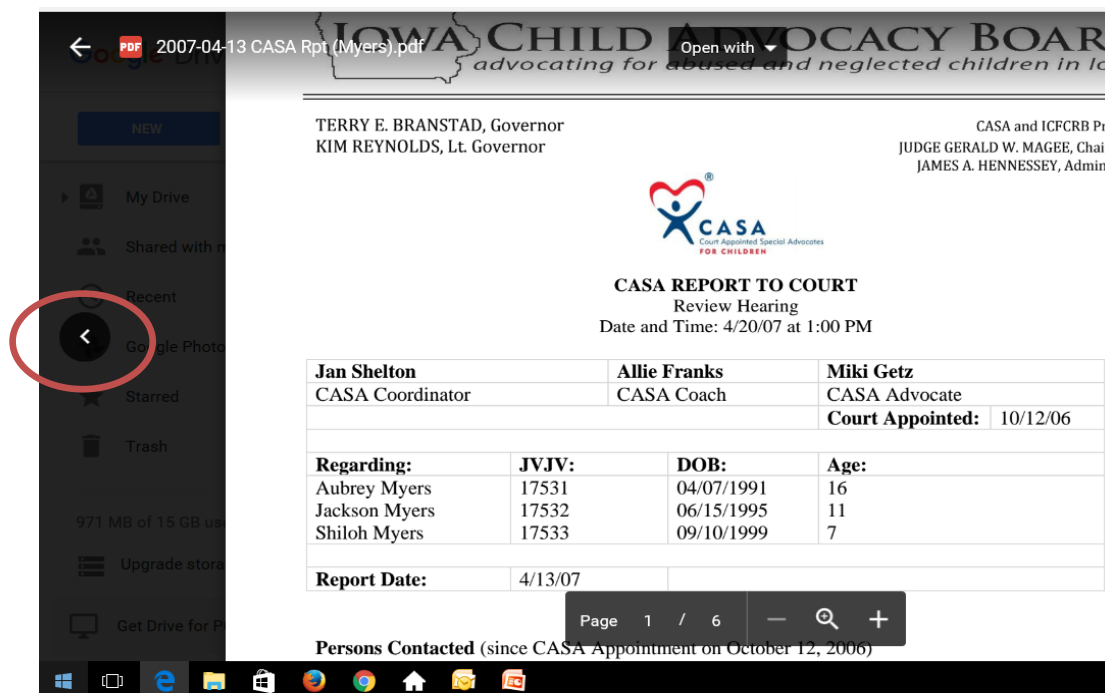 2007-04-13 CASA Rpt (Myers).pdf
Open with
IOWA CHILD ADVOCACY BOAR
advocating for abused and neglected children in Io
Google Driv
NEW
My Drive
Shared with m
Recent
Google Photo
Starred
Trash
971 MB of 15 GB use
Upgrade stora
Get Drive for P
TERRY E. BRANSTAD, Governor
KIM REYNOLDS, Lt. Governor
CASA and ICFCRB Pr
JUDGE GERALD W. MAGEE, Chai
JAMES A. HENNESSEY, Admin
CASA
Court Appointed Special Advocates
FOR CHILDREN
CASA REPORT TO COURT
Review Hearing
Date and Time: 4/20/07 at 1:00 PM
Jan Shelton Allie Franks Miki Getz
CASA Coordinator CASA Coach CASA Advocate
Court Appointed: 10/12/06
Regarding: JVJV: DOB: Age:
Aubrey Myers 17531 04/07/1991 16
Jackson Myers 17532 06/15/1995 11
Shiloh Myers 17533 09/10/1999 7
Report Date: 4/13/07
Page 1 / 6
Persons Contacted (since CASA Appointment on October 12, 2006)